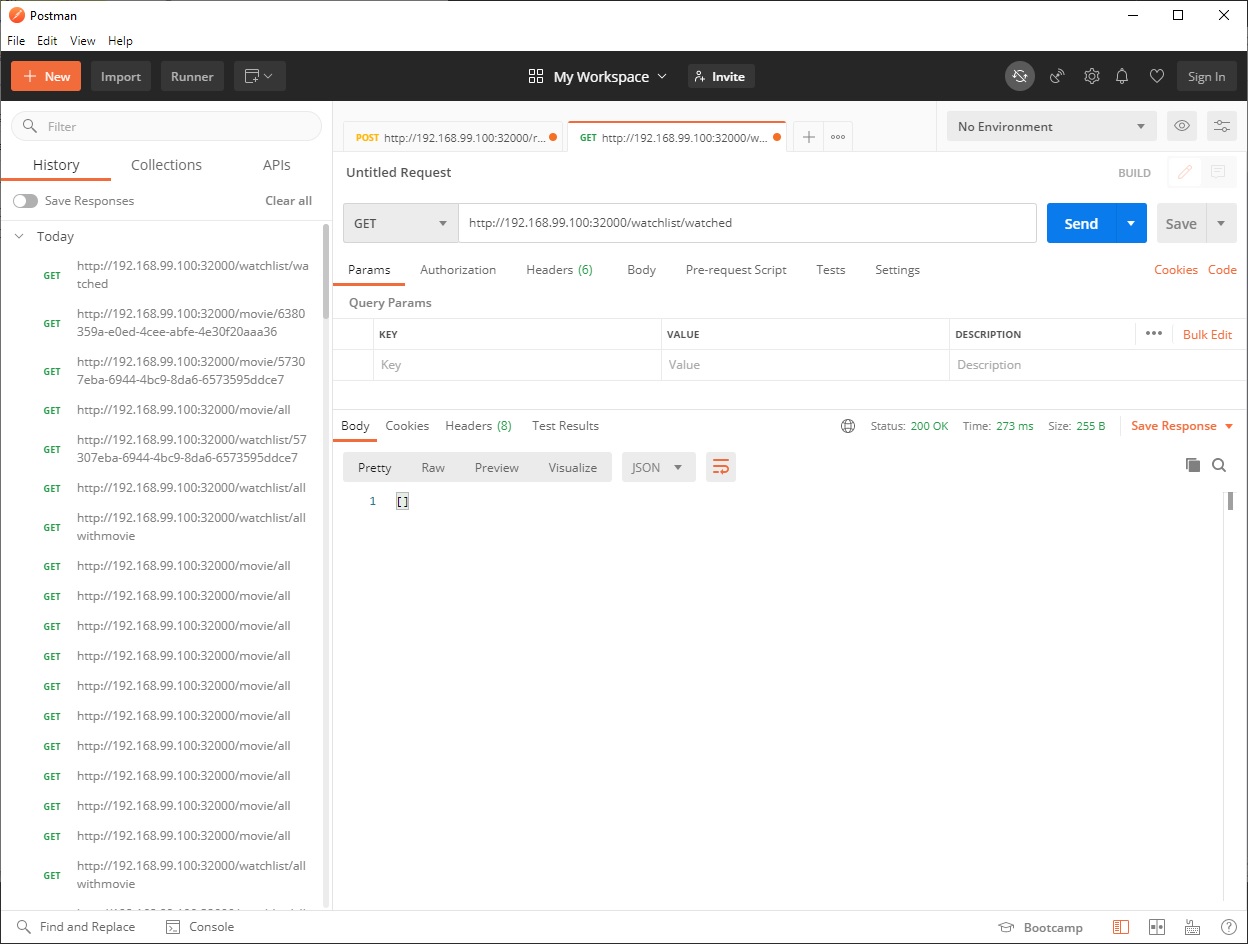 Postman
File Edit View Help
New Import Runner My Workspace Invite Sign In
Filter
History Collections APIs
Save Responses Clear all
Today
GET http://192.168.99.100:32000/watchlist/wa
tched
GET http://192.168.99.100:32000/movie/6380
359a-e0ed-4cee-abfe-4e30f20aaa36
GET http://192.168.99.100:32000/movie/5730
7eba-6944-4bc9-8da6-6573595ddce7
GET http://192.168.99.100:32000/movie/all
GET http://192.168.99.100:32000/watchlist/57
307eba-6944-4bc9-8da6-6573595ddce7
GET http://192.168.99.100:32000/watchlist/all
GET http://192.168.99.100:32000/watchlist/all
withmovie
GET http://192.168.99.100:32000/movie/all
GET http://192.168.99.100:32000/movie/all
GET http://192.168.99.100:32000/movie/all
GET http://192.168.99.100:32000/movie/all
GET http://192.168.99.100:32000/movie/all
GET http://192.168.99.100:32000/movie/all
GET http://192.168.99.100:32000/movie/all
GET http://192.168.99.100:32000/movie/all
GET http://192.168.99.100:32000/movie/all
GET http://192.168.99.100:32000/movie/all
GET http://192.168.99.100:32000/watchlist/all
withmovie
POST http://192.168.99.100:32000/r... GET http://192.168.99.100:32000/w... No Environment
Untitled Request BUILD
GET http://192.168.99.100:32000/watchlist/watched Send Save
Params Authorization Headers (6) Body Pre-request Script Tests Settings Cookies Code
Query Params
KEY VALUE DESCRIPTION ••• Bulk Edit
Key Value Description
Body Cookies Headers (8) Test Results Status: 200 OK Time: 273 ms Size: 255 B Save Response
Pretty Raw Preview Visualize JSON
1 []
Find and Replace Console Bootcamp